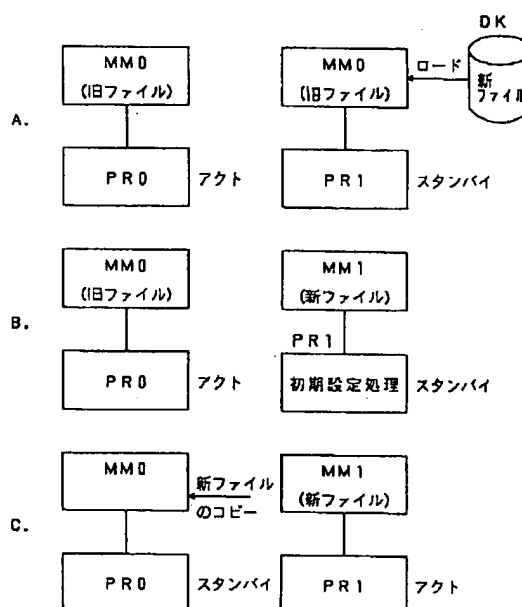 DK
MM0
(旧ファイル)
MM0
(旧ファイル)
ロード
新
ファイル
A.
PR0
アクト
PR1
スタンバイ
MM0
(旧ファイル)
MM1
(新ファイル)
B.
PR1
PR0
アクト
初期設定処理
スタンバイ
MM0
新ファイル
のコピー
MM1
(新ファイル)
C.
PR0
スタンバイ
PR1
アクト